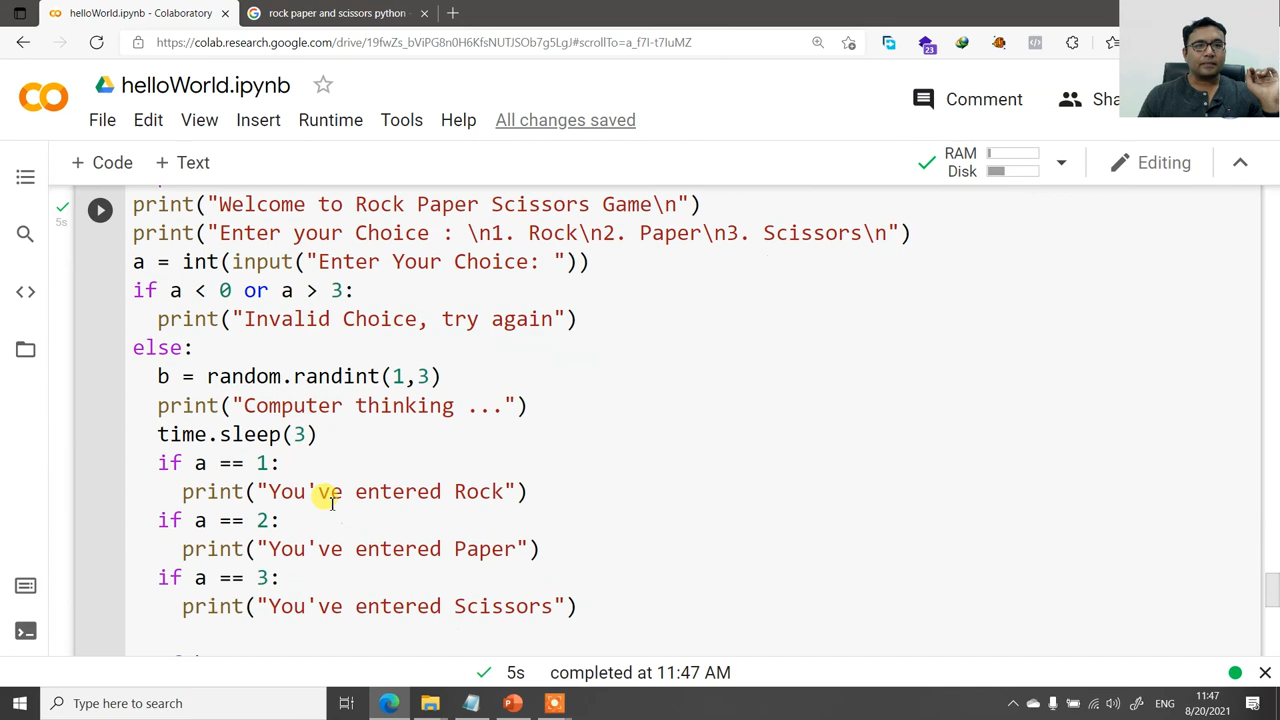 helloWorld.ipynb - Colaboratory
rock paper and scissors python
https://colab.research.google.com/drive/19fwZs_bViPG8n0H6KfsNUTJSOb7g5LgJ#scrollTo=a_f7I-t7luMZ
23
CO
helloWorld.ipynb
Comment
Sha
File Edit View Insert Runtime Tools Help All changes saved
+ Code + Text
RAM
Disk
Editing
5s
print("Welcome to Rock Paper Scissors Game\n")
print("Enter your Choice : \n1. Rock\n2. Paper\n3. Scissors\n")
a = int(input("Enter Your Choice: "))
if a < 0 or a > 3:
print("Invalid Choice, try again")
else:
b = random.randint(1,3)
print("Computer thinking ...")
time.sleep(3)
if a == 1:
print("You've entered Rock")
if a == 2:
print("You've entered Paper")
if a == 3:
print("You've entered Scissors")
5s completed at 11:47 AM
Type here to search
ENG
11:47
8/20/2021